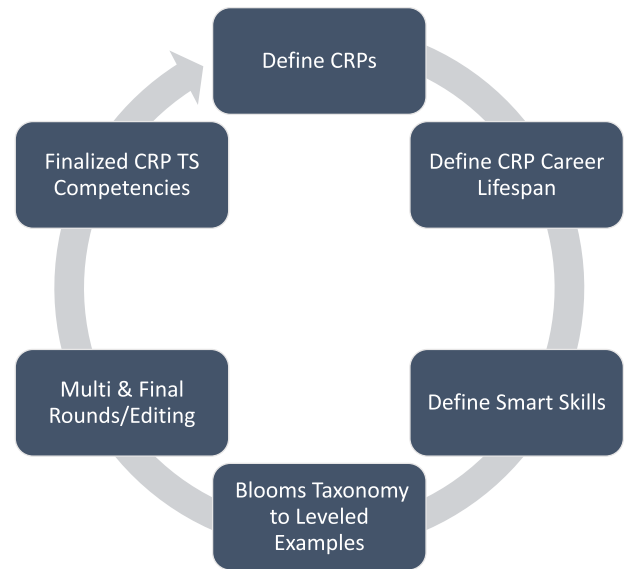 Define CRPs
Define CRP Career
Lifespan
Define Smart Skills
Blooms Taxonomy
to Leveled
Examples
Multi & Final
Rounds/Editing
Finalized CRP TS
Competencies